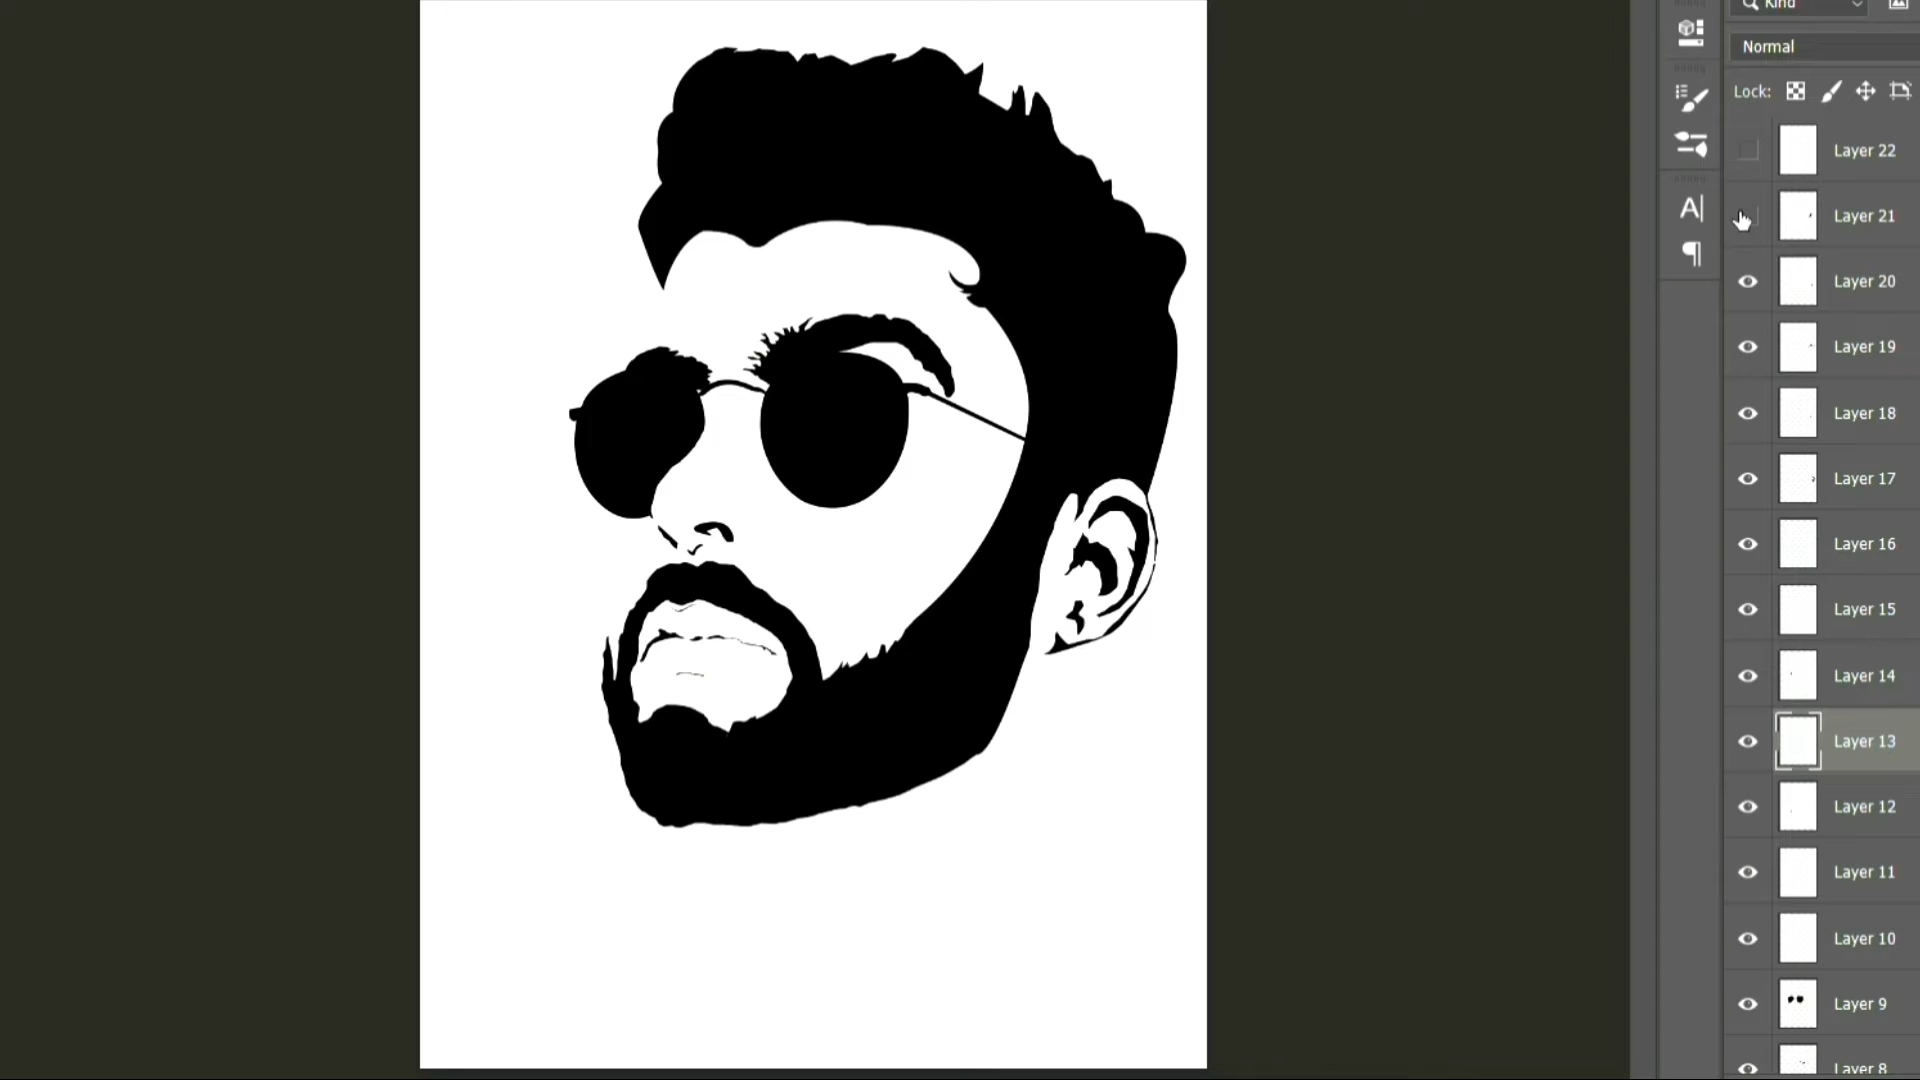 Kind
Normal
Lock:
A
¶
Layer 22
Layer 21
Layer 20
Layer 19
Layer 18
Layer 17
Layer 16
Layer 15
Layer 14
Layer 13
Layer 12
Layer 11
Layer 10
Layer 9
Layer 8